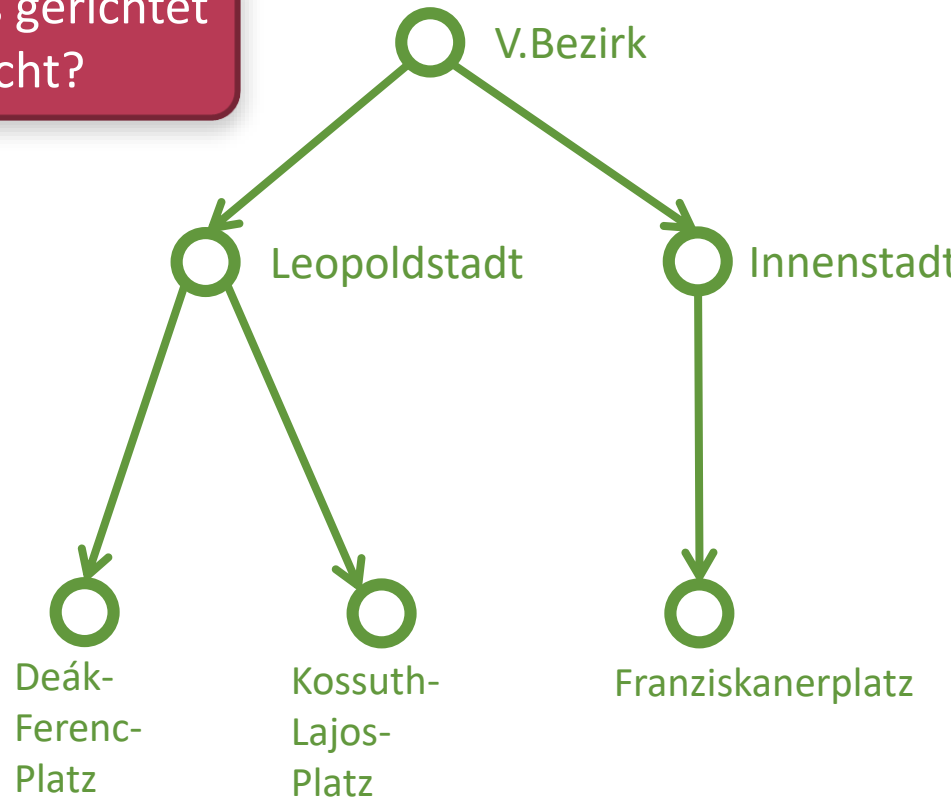 gerichtet
cht?
V.Bezirk
Leopoldstadt
Innenstadt
Deák-
Ferenc-
Platz
Kossuth-
Lajos-
Platz
Franziskanerplatz